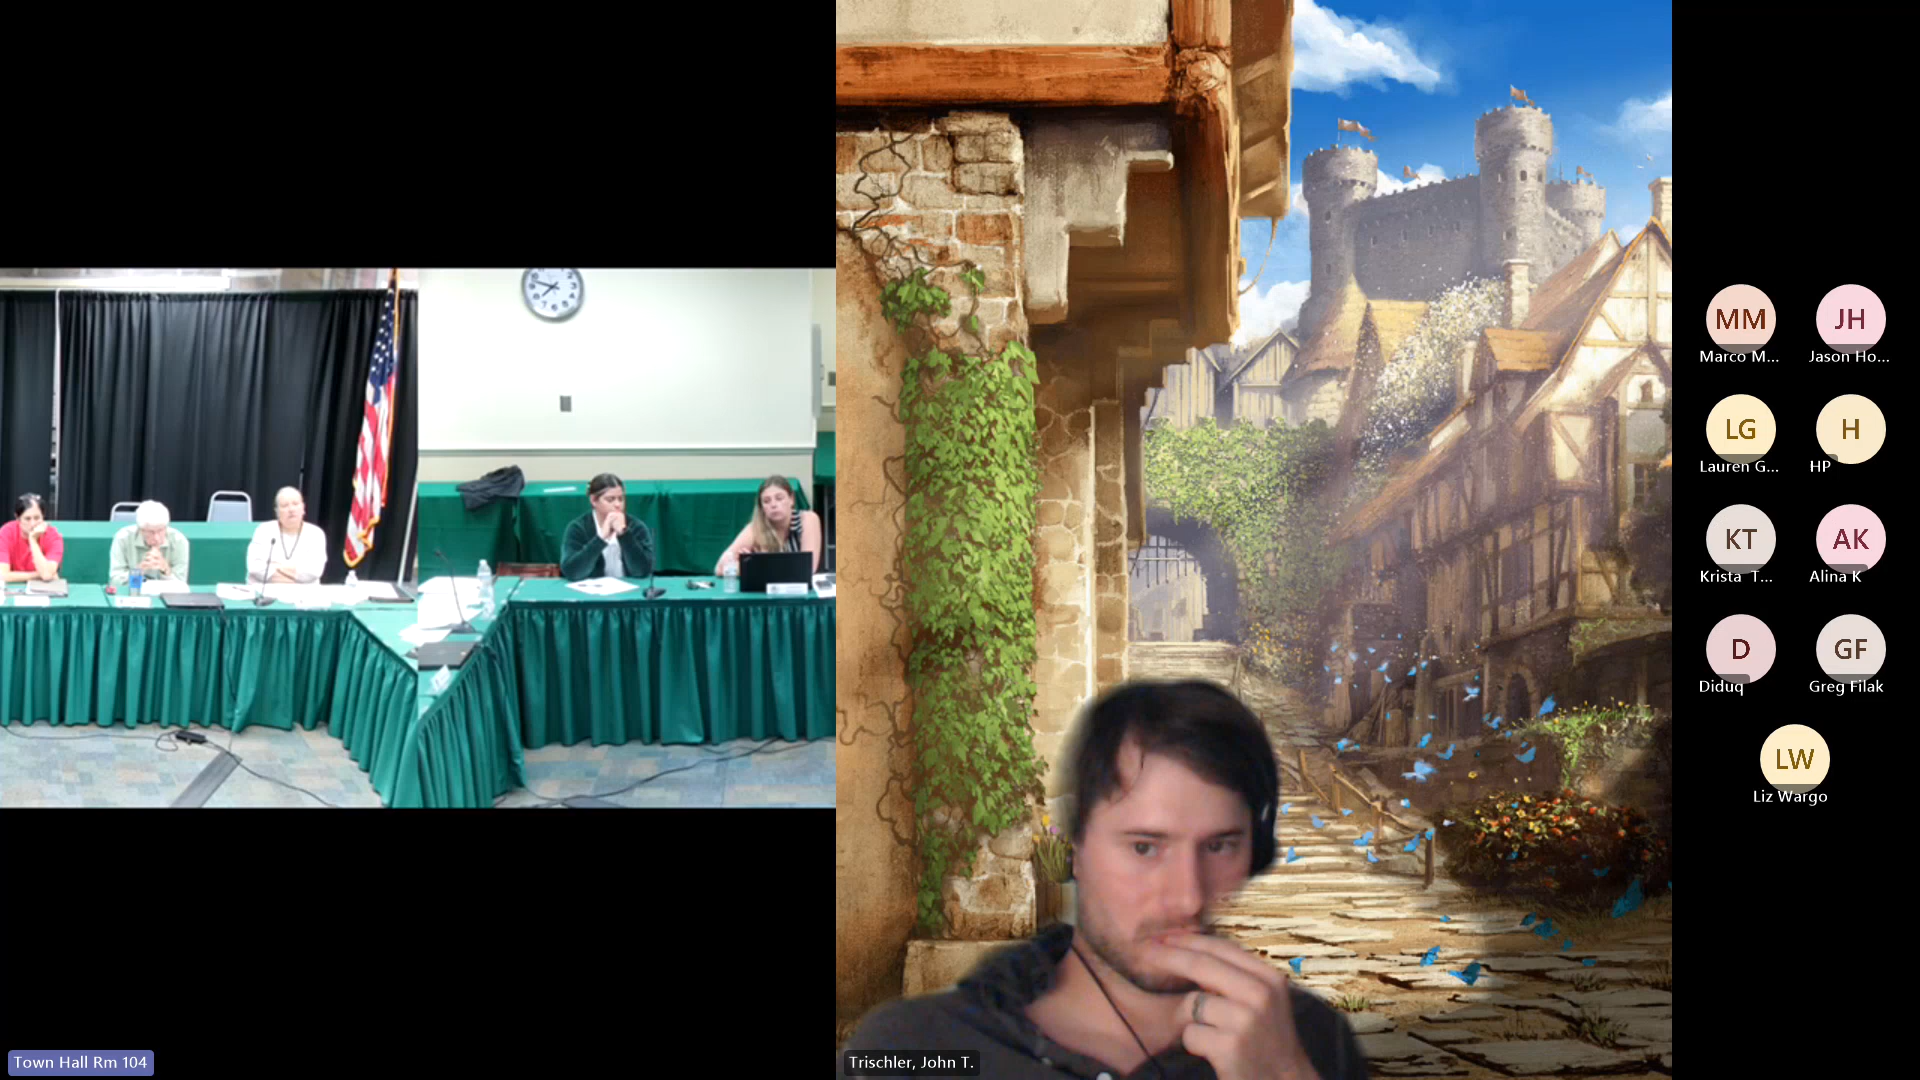 Town Hall Rm 104
Trischler, John T.
MM
Marco M...
JH
Jason Ho...
LG
Lauren G...
H
HP
KT
Krista T...
AK
Alina K
D
Diduq
GF
Greg Filak
LW
Liz Wargo